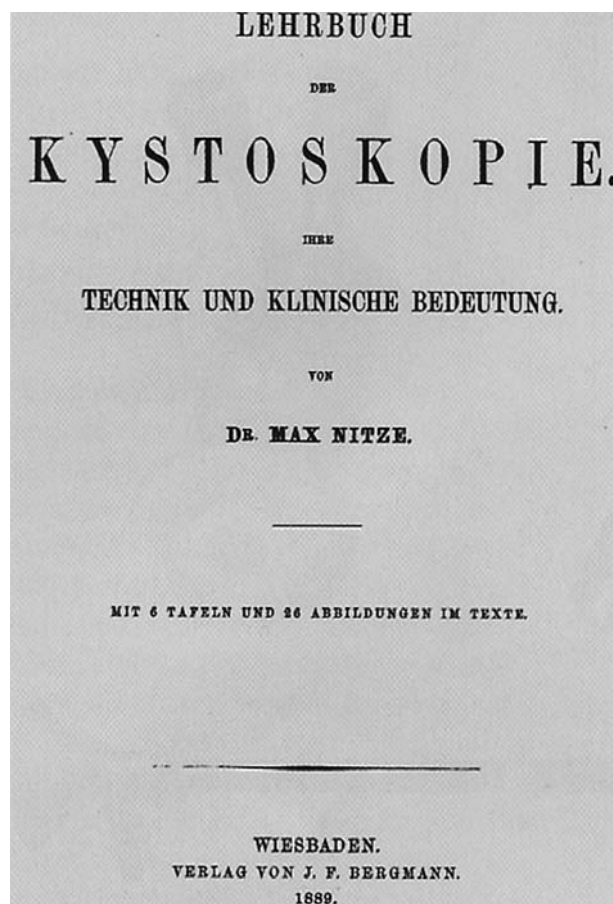 LEHRBUCH
DER
KYSTOSKOPIE.
IHRE
TECHNIK UND KLINISCHE BEDEUTUNG.
VON
DR. MAX NITZE.
MIT 6 TAFELN UND 26 ABBILDUNGEN IM TEXTE.
WIESBADEN.
VERLAG VON J. F. BERGMANN.
1889.